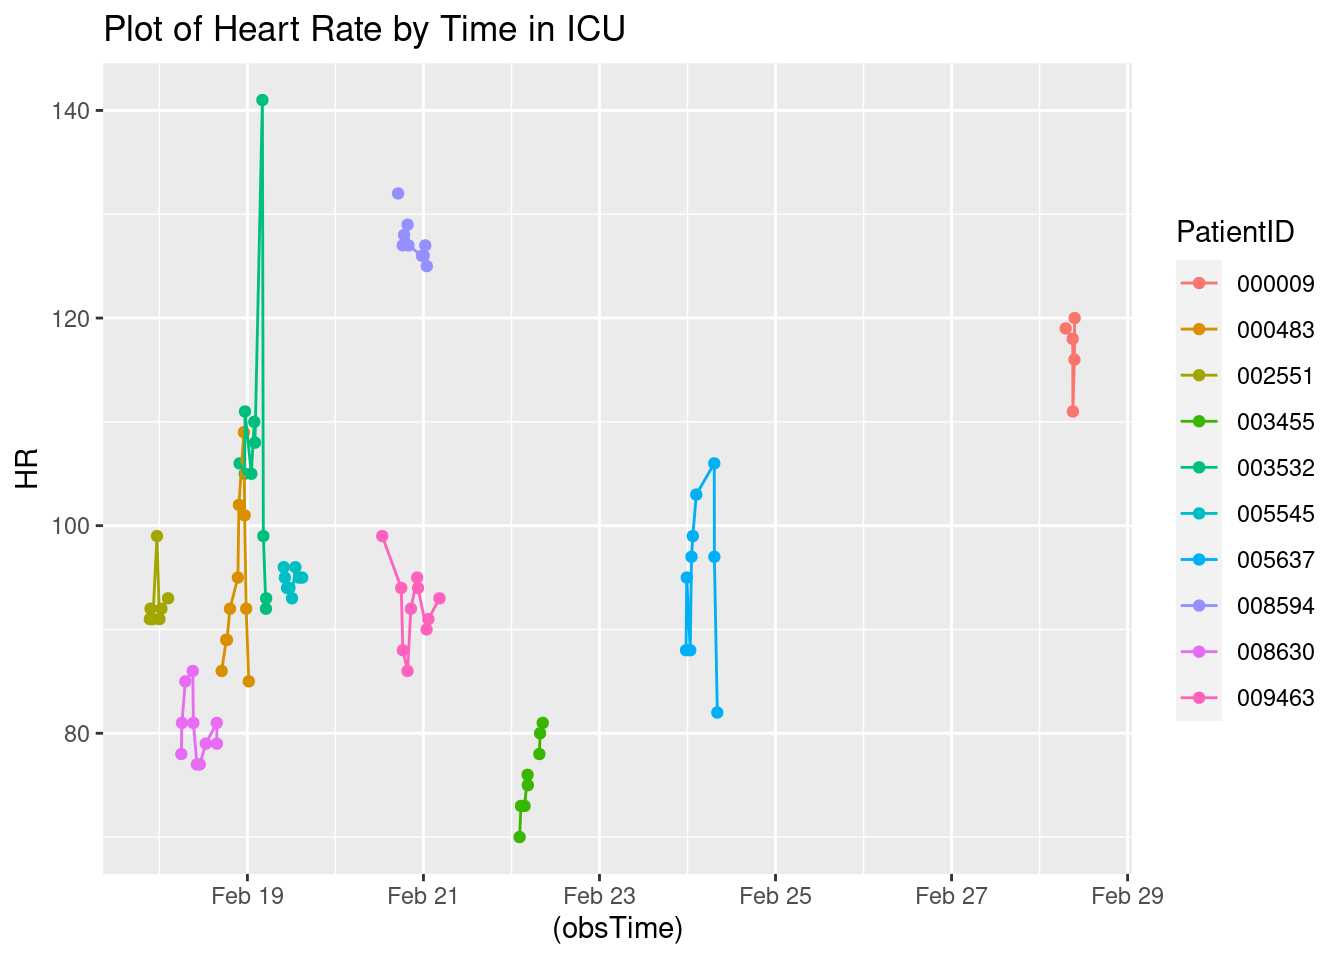 Plot of Heart Rate by Time in ICU
140
120
100
80
HR
Feb 19
Feb 21
Feb 23
Feb 25
Feb 27
Feb 29
(obsTime)
PatientID
000009
000483
002551
003455
003532
005545
005637
008594
008630
009463